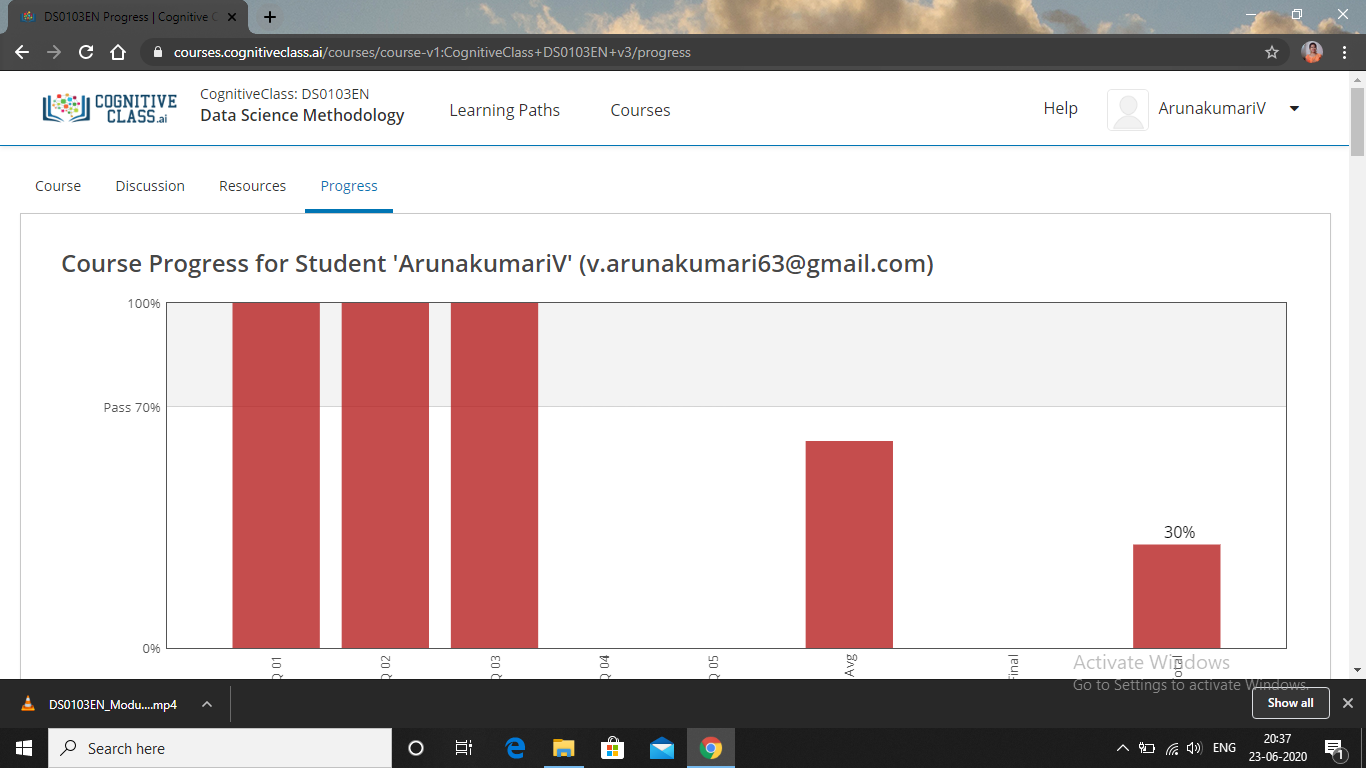 DS0103EN Progress | Cognitive C
courses.cognitiveclass.ai/courses/course-v1:CognitiveClass+DS0103EN+v3/progress
COGNITIVE
CLASS.ai
CognitiveClass: DS0103EN
Data Science Methodology
Learning Paths
Courses
Help
ArunakumariV
Course
Discussion
Resources
Progress
Course Progress for Student 'ArunakumariV' (v.arunakumari63@gmail.com)
100%
Pass 70%
0%
30%
Q 01
Q 02
Q 03
Q 04
Q 05
Avg
Final
Total
Activate Windows
Go to Settings to activate Windows.
DS0103EN_Modu....mp4
Show all
Search here
ENG
20:37
23-06-2020
1